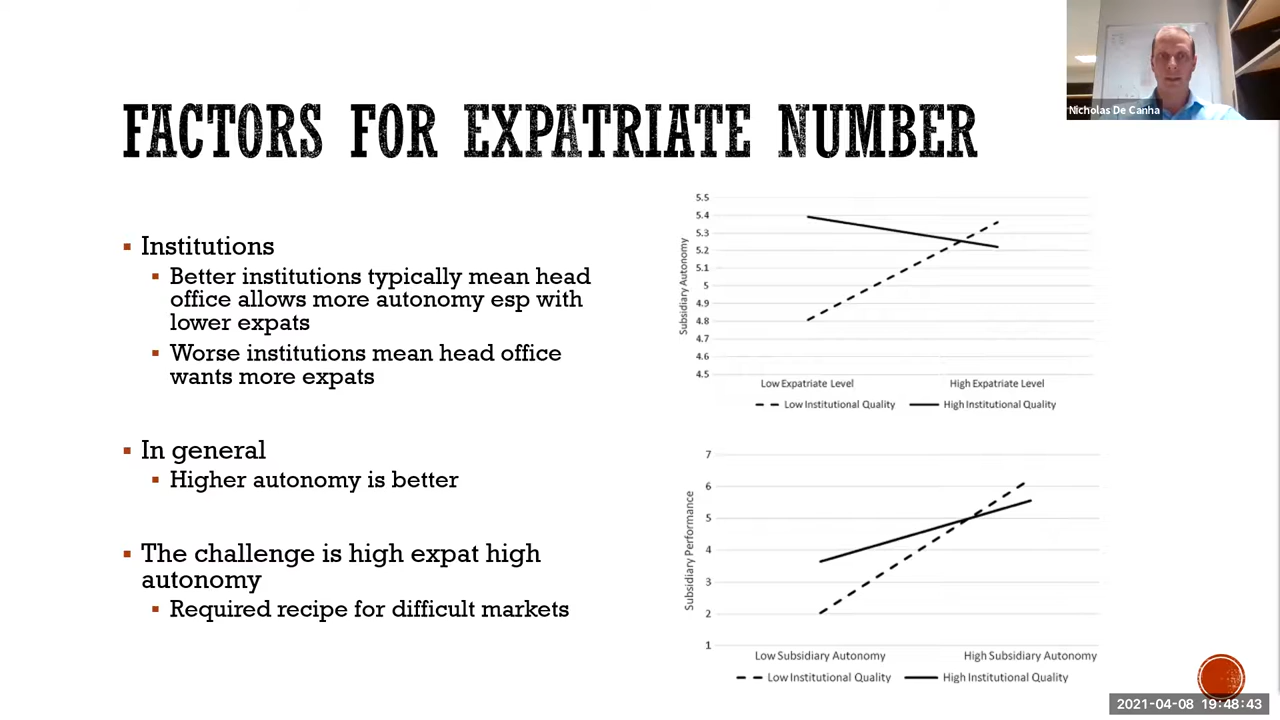 Nicholas De Canha
FACTORS FOR EXPATRIATE NUMBER
Institutions
Better institutions typically mean head
office allows more autonomy esp with
lower expats
Worse institutions mean head office
wants more expats
In general
Higher autonomy is better
The challenge is high expat high
autonomy
Required recipe for difficult markets
Subsidiary Autonomy
5.5
5.4
5.3
5.2
5.1
5
4.9
4.8
4.7
4.6
4.5
Low Expatriate Level High Expatriate Level
Low Institutional Quality High Institutional Quality
Subsidiary Performance
7
6
5
4
3
2
1
Low Subsidiary Autonomy High Subsidiary Autonomy
Low Institutional Quality High Institutional Quality
2021-04-08 19:48:43